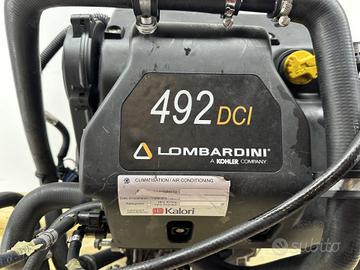 492 DCI
LOMBARDINI
A KOHLER COMPANY
CLIMATISATION / AIR CONDITIONING
Kalori
subito